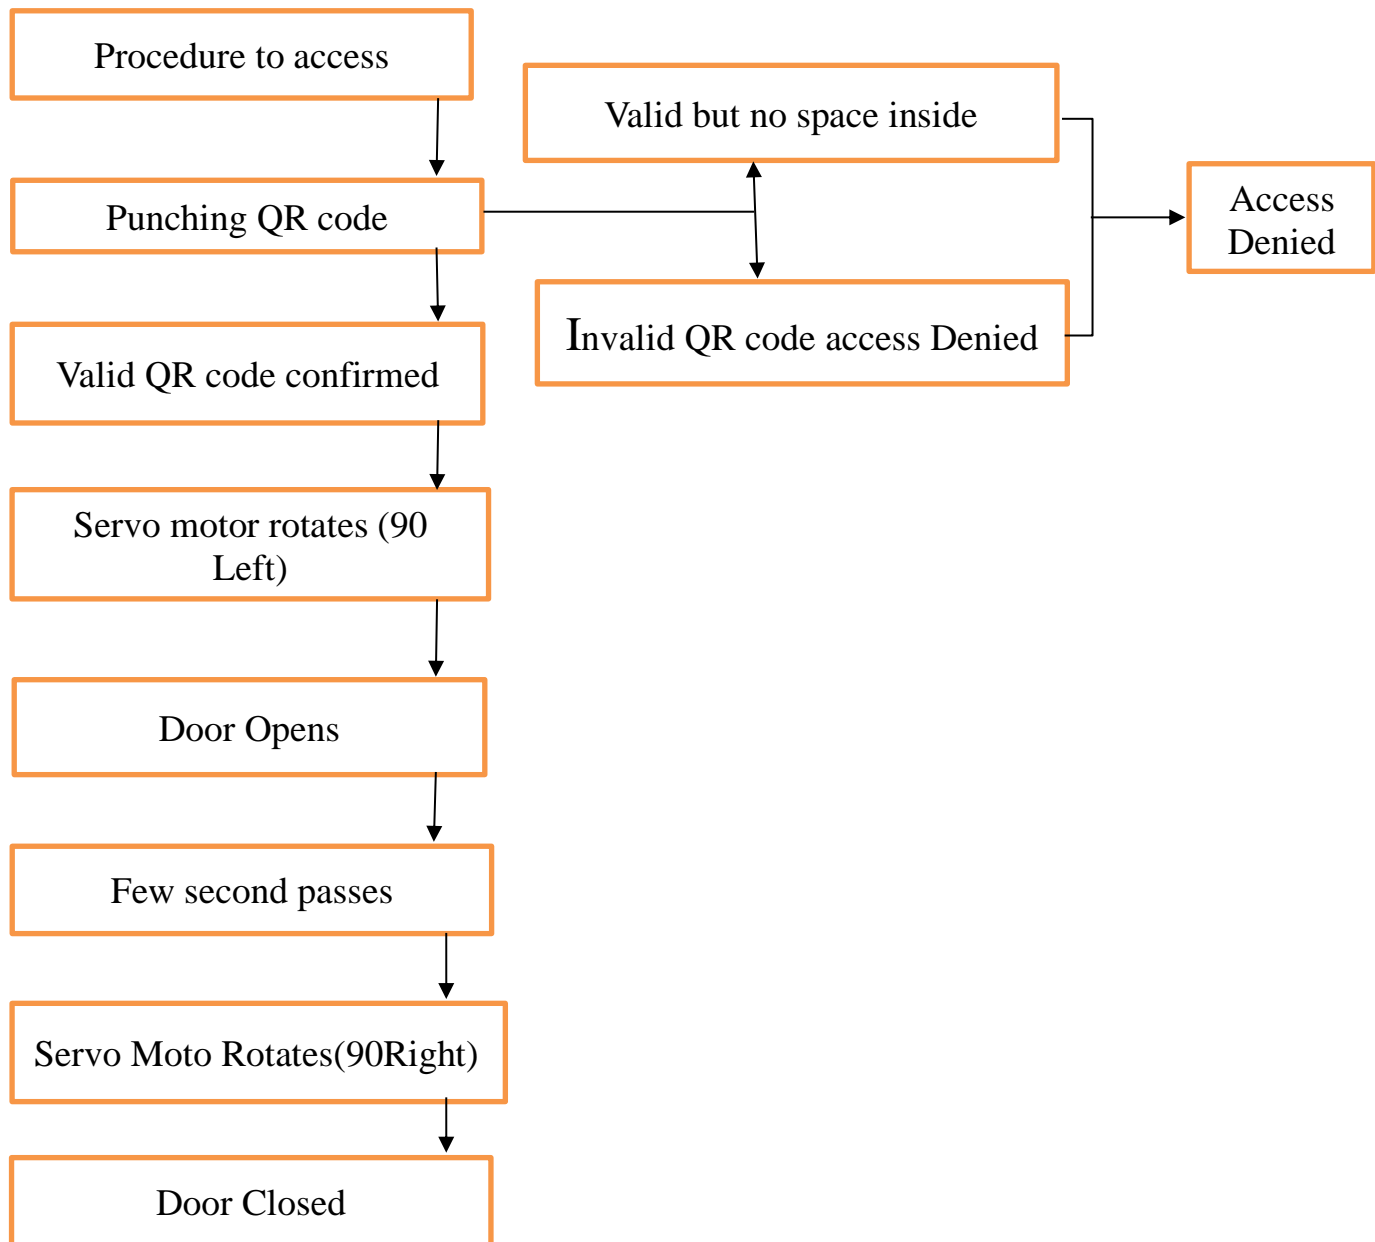 Procedure to access
Valid but no space inside
Access
Denied
Punching QR code
Invalid QR code access Denied
Valid QR code confirmed
Servo motor rotates (90
Left)
Door Opens
Few second passes
Servo Moto Rotates(90Right)
Door Closed